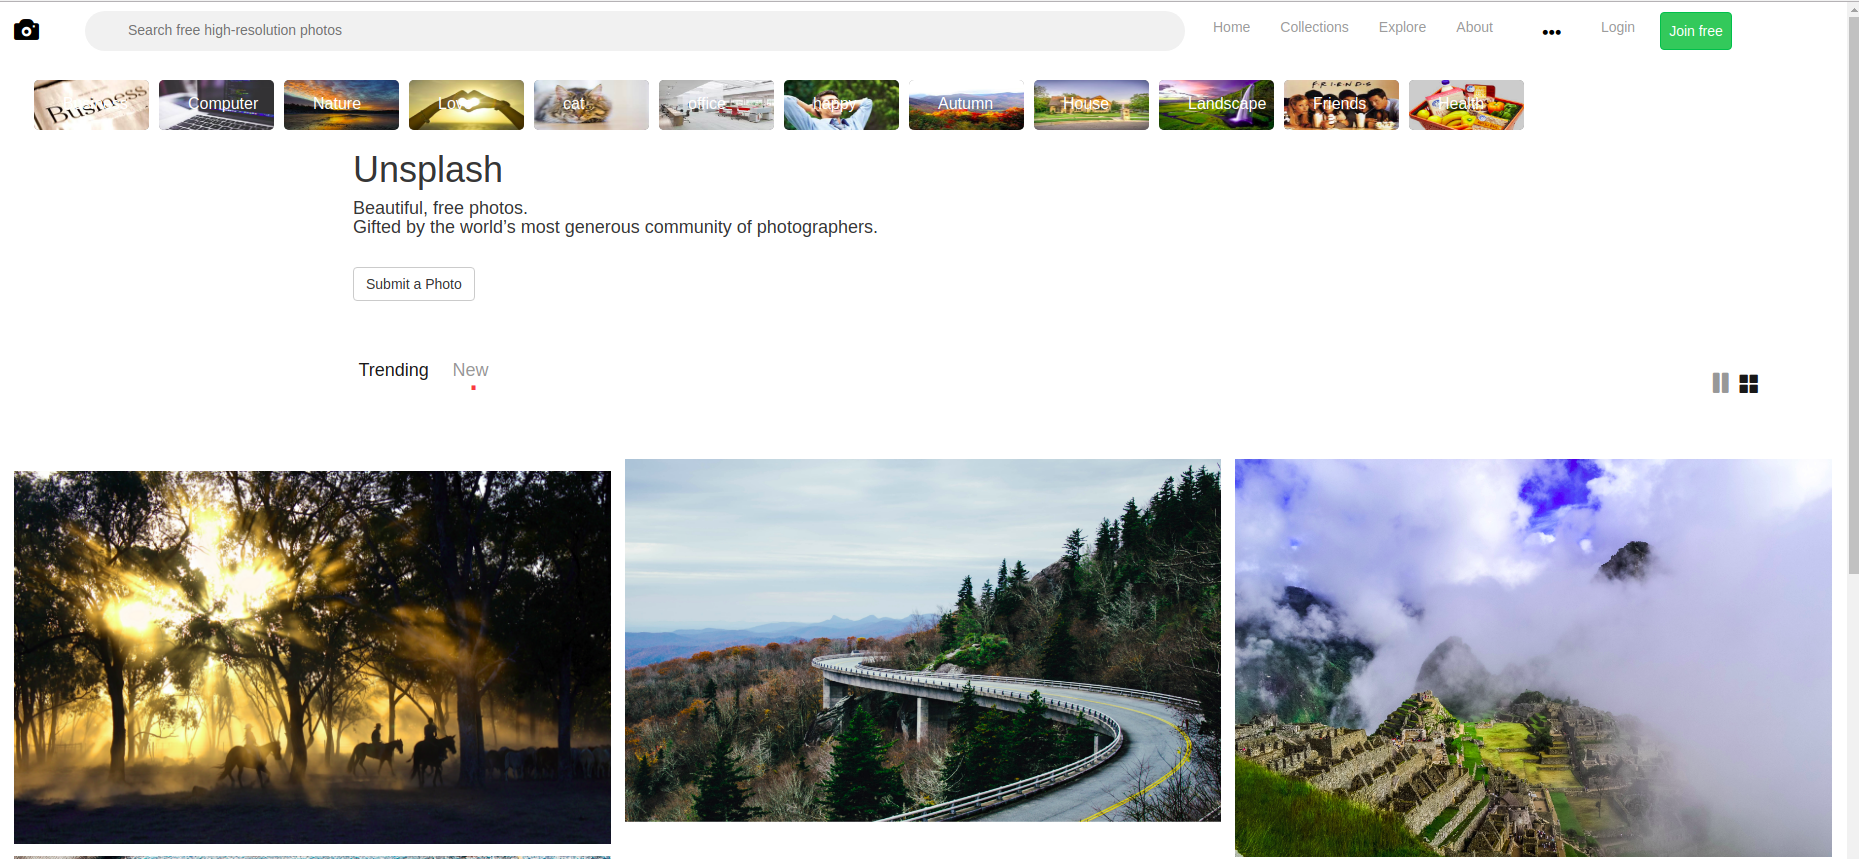 Search free high-resolution photos
Home
Collections
Explore
About
•••
Login
Join free
Business
Computer
Nature
Love
cat
office
happy
Autumn
House
Landscape
FRIENDS
Friends
Health
Unsplash
Beautiful, free photos.
Gifted by the world’s most generous community of photographers.
Submit a Photo
Trending
New